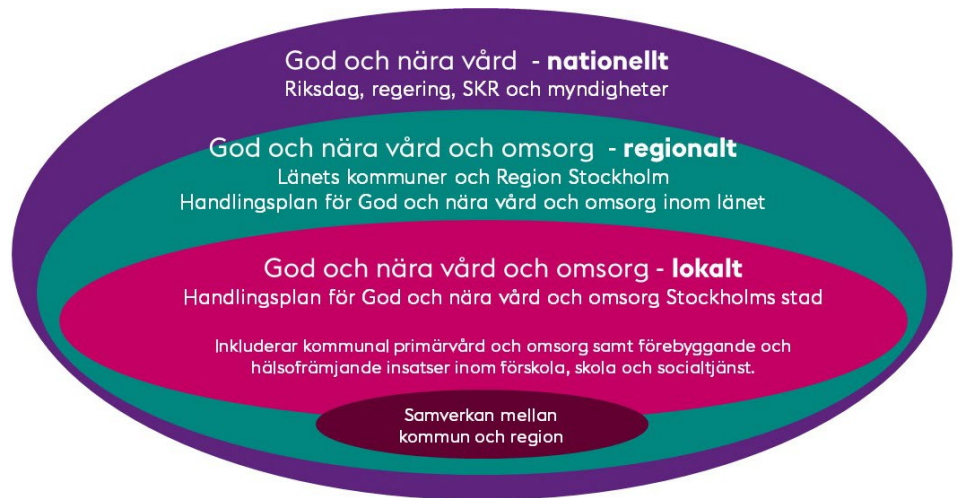 God och nära vård - nationellt
Riksdag, regering, SKR och myndigheter
God och nära vård och omsorg - regionalt
Länets kommuner och Region Stockholm
Handlingsplan för God och nära vård och omsorg inom länet
God och nära vård och omsorg - lokalt
Handlingsplan för God och nära vård och omsorg Stockholms stad
Inkluderar kommunal primärvård och omsorg samt förebyggande och
hälsofrämjande insatser inom förskola, skola och socialtjänst.
Samverkan mellan
kommun och region